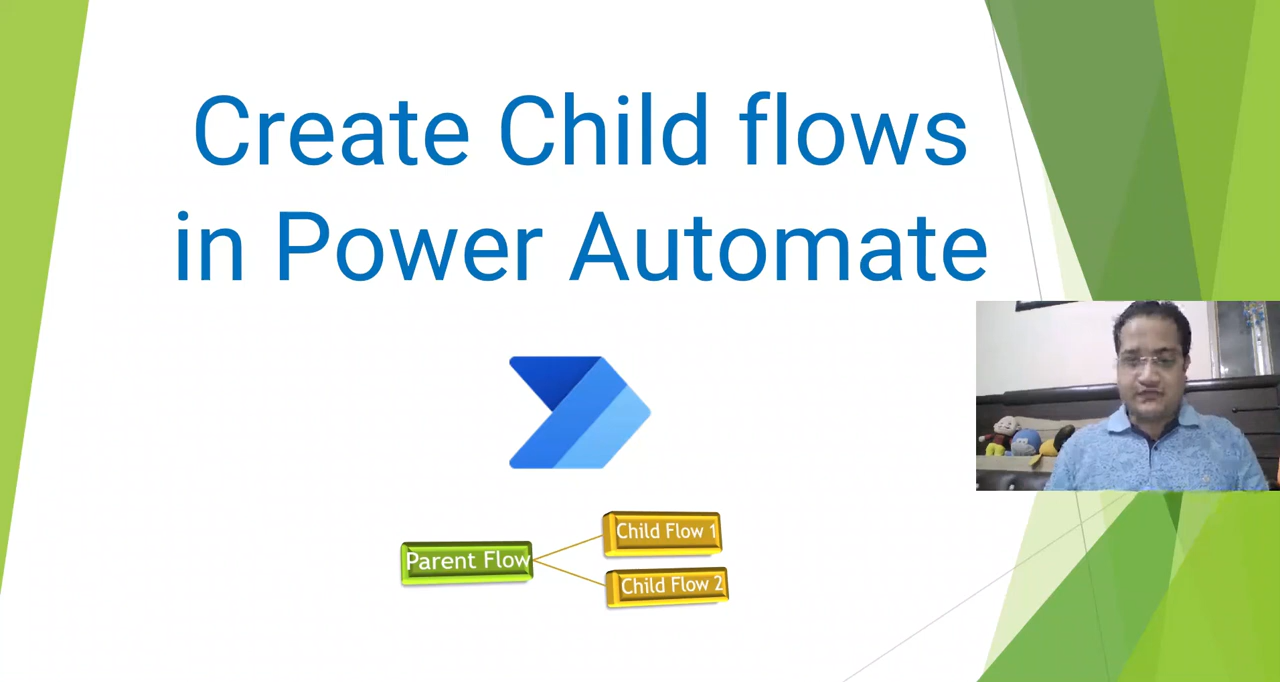 Create Child flows
in Power Automate
Parent Flow
Child Flow 1
Child Flow 2